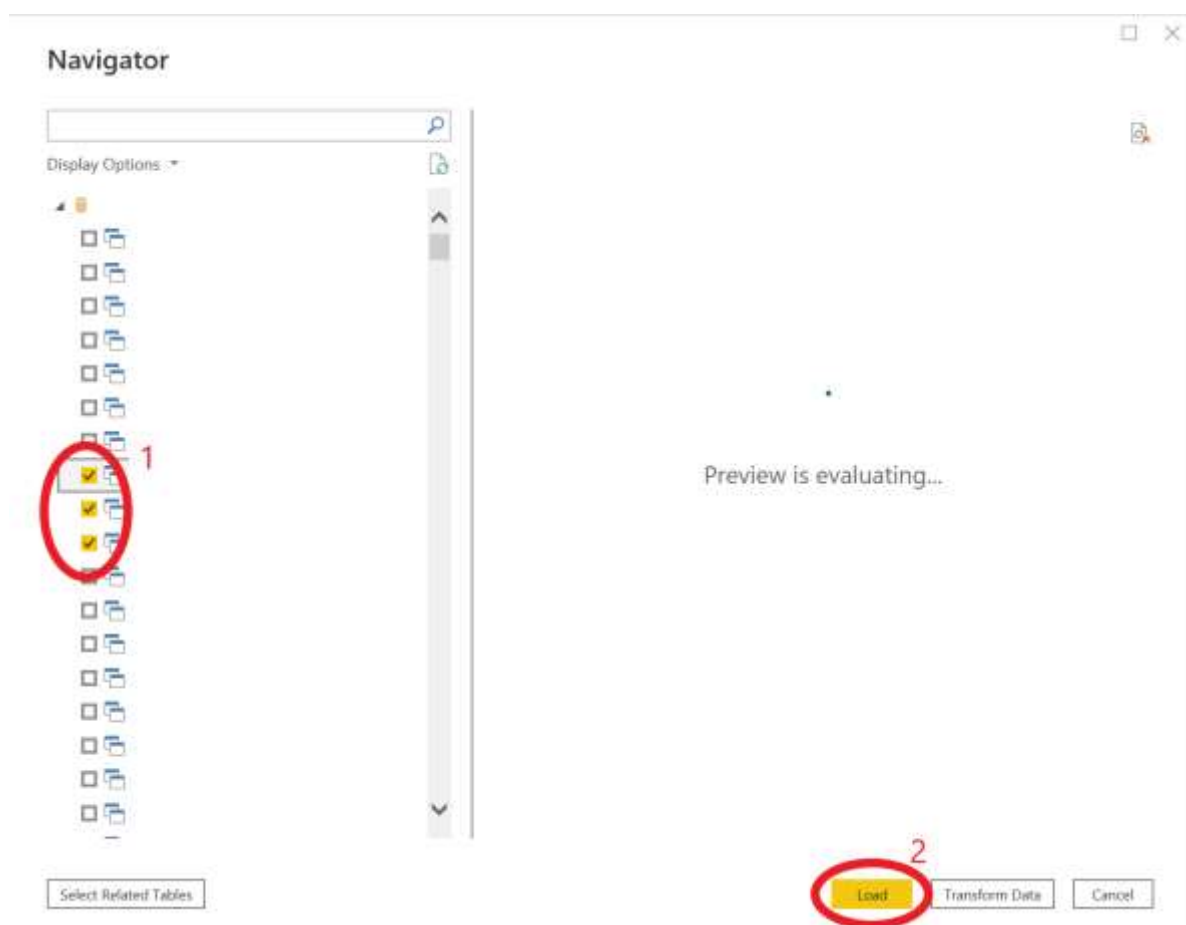 Navigator
Display Options
1
Preview is evaluating...
2
Select Related Tables
Load
Transform Data
Cancel